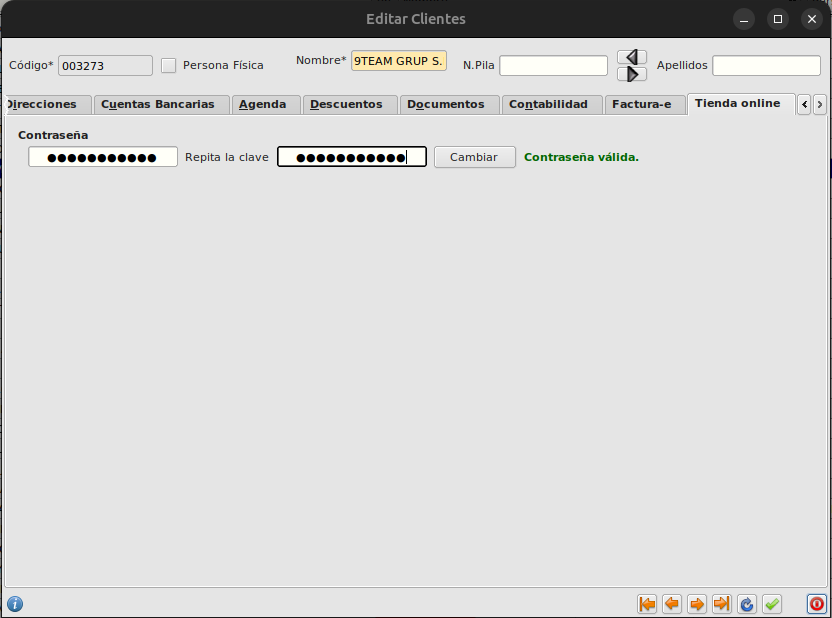 Editar Clientes
Código* 003273 Persona Física Nombre* 9TEAM GRUP S. N.Pila Apellidos
Direcciones Cuentas Bancarias Agenda Descuentos Documentos Contabilidad Factura-e Tienda online
Contraseña
●●●●●●●●●●● Repita la clave ●●●●●●●●●●● Cambiar Contraseña válida.